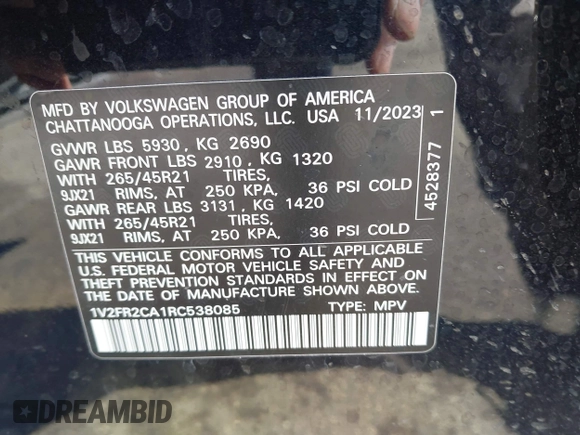 MFD BY VOLKSWAGEN GROUP OF AMERICA
CHATTANOOGA OPERATIONS, LLC. USA 11/2023
GVWR LBS 5930 , KG 2690
GAWR FRONT LBS 2910 , KG 1320
WITH 265/45R21 TIRES,
9JX21 RIMS, AT 250 KPA, 36 PSI COLD
GAWR REAR LBS 3131 , KG 1420
WITH 265/45R21 TIRES,
9JX21 RIMS, AT 250 KPA, 36 PSI COLD
THIS VEHICLE CONFORMS TO ALL APPLICABLE
U.S. FEDERAL MOTOR VEHICLE SAFETY AND
THEFT PREVENTION STANDARDS IN EFFECT ON
THE DATE OF MANUFACTURE SHOWN ABOVE.
1V2FR2CA1RC538085 TYPE: MPV
4528377 1
DREAMBID